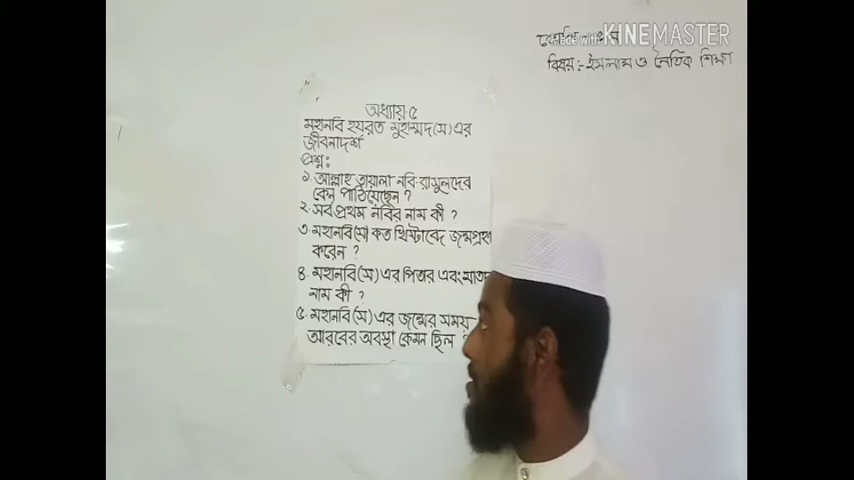 Made with KINEMASTER
বিষয়:- ইসলাম ও নৈতিক শিক্ষা
অধ্যায়-৫
মহানবি হযরত মুহাম্মদ(স) এর
জীবনাদর্শ
প্রশ্ন:
১. আল্লাহ তায়ালা নবি-রাসুলদের
কেন পাঠিয়েছেন ?
২. সর্ব প্রথম নবির নাম কী ?
৩. মহানবি(স) কত খ্রিস্টাব্দে জন্মগ্রহণ
করেন ?
৪. মহানবি(স) এর পিতার এবং মাতার
নাম কী ?
৫. মহানবি(স) এর জন্মের সময়
আরবের অবস্থা কেমন ছিল ?